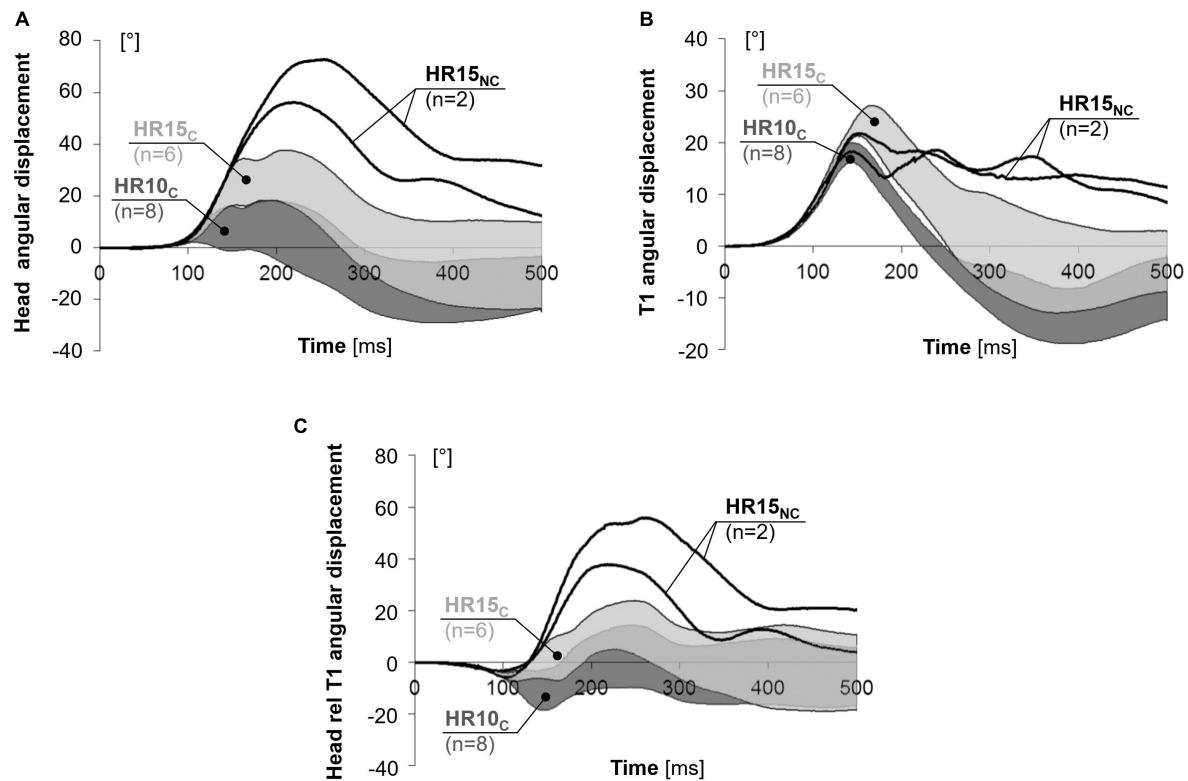 A
Head angular displacement
[°]
80
60
40
20
0
-20
-40
0 100 200 300 400 500
HR15NC
(n=2)
HR15C
(n=6)
HR10C
(n=8)
Time [ms]
B
T1 angular displacement
[°]
40
30
20
10
0
-10
-20
0 100 200 300 400 500
HR15C
(n=6)
HR10C
(n=8)
HR15NC
(n=2)
Time [ms]
C
Head rel T1 angular displacement
[°]
80
60
40
20
0
-20
-40
0 100 200 300 400 500
HR15NC
(n=2)
HR15C
(n=6)
HR10C
(n=8)
Time [ms]